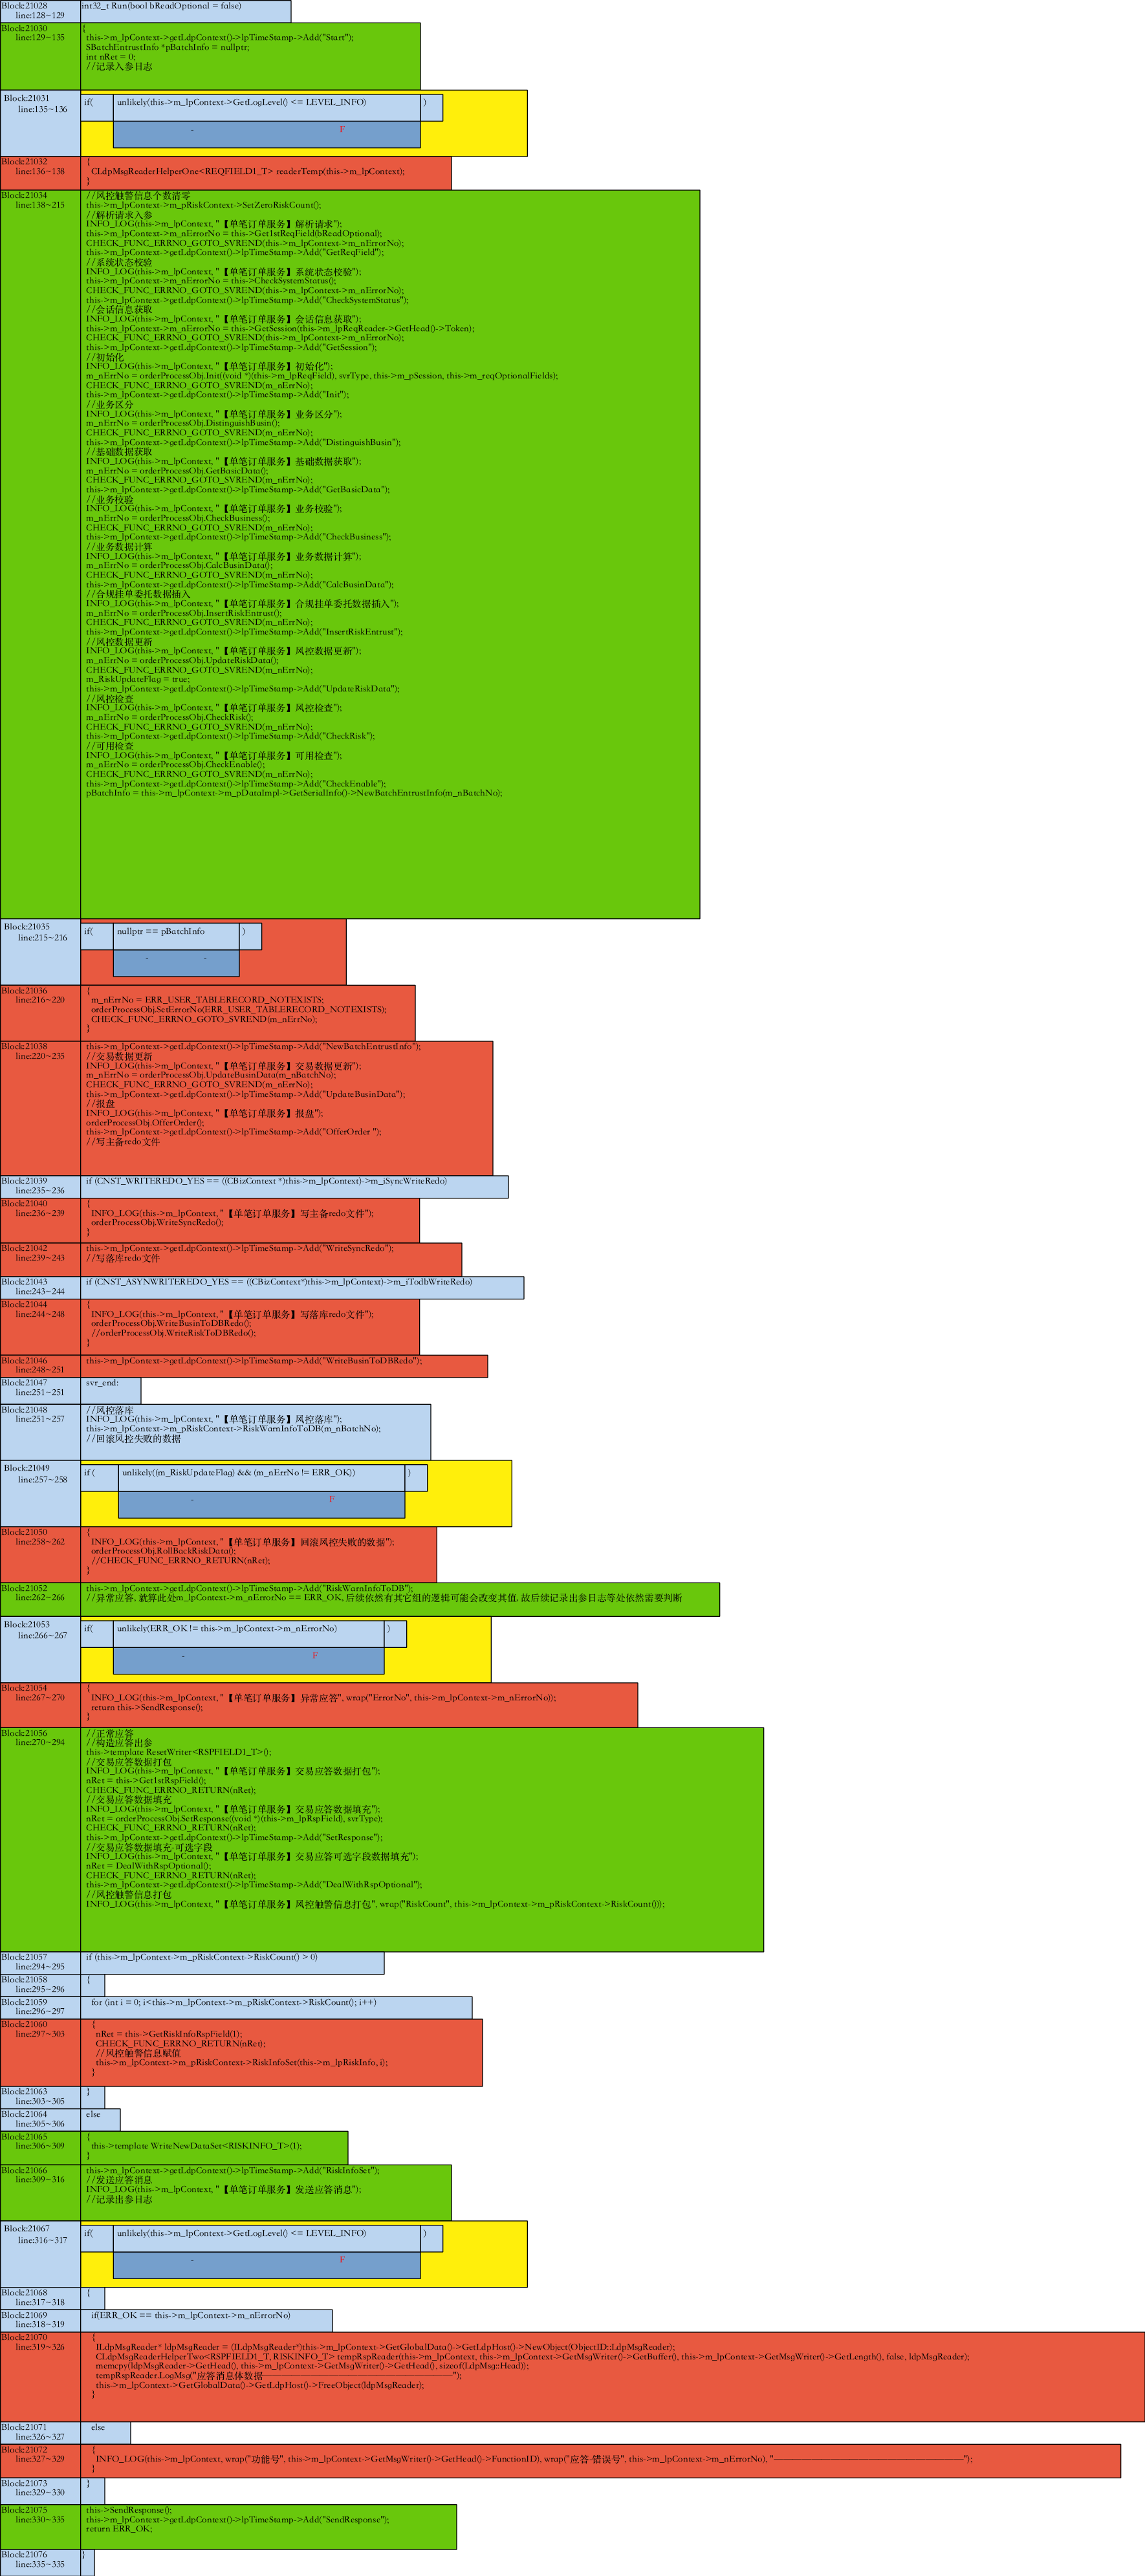 Block:21028 int32_t Run(bool bReadOptional = false)
line:128~129
Block:21030 {
line:129~135 this->m_lpContext->getLdpContext()->lpTimeStamp->Add("Start");
SBatchEntrustInfo *pBatchInfo = nullptr;
int nRet = 0;
//记录入参日志
Block:21031 if( unlikely(this->m_lpContext->GetLogLevel() <= LEVEL_INFO) )
line:135~136
- F
Block:21032 {
line:136~138 CLdpMsgReaderHelperOne<REQFIELD1_T> readerTemp(this->m_lpContext);
}
Block:21034 //风控触警信息个数清零
line:138~215 this->m_lpContext->m_pRiskContext->SetZeroRiskCount();
//解析请求入参
INFO_LOG(this->m_lpContext, "【单笔订单服务】解析请求");
this->m_lpContext->m_nErrorNo = this->Get1stReqField(bReadOptional);
CHECK_FUNC_ERRNO_GOTO_SVREND(this->m_lpContext->m_nErrorNo);
this->m_lpContext->getLdpContext()->lpTimeStamp->Add("GetReqField");
//系统状态校验
INFO_LOG(this->m_lpContext, "【单笔订单服务】系统状态校验");
this->m_lpContext->m_nErrorNo = this->CheckSystemStatus();
CHECK_FUNC_ERRNO_GOTO_SVREND(this->m_lpContext->m_nErrorNo);
this->m_lpContext->getLdpContext()->lpTimeStamp->Add("CheckSystemStatus");
//会话信息获取
INFO_LOG(this->m_lpContext, "【单笔订单服务】会话信息获取");
this->m_lpContext->m_nErrorNo = this->GetSession(this->m_lpReqReader->GetHead()->Token);
CHECK_FUNC_ERRNO_GOTO_SVREND(this->m_lpContext->m_nErrorNo);
this->m_lpContext->getLdpContext()->lpTimeStamp->Add("GetSession");
//初始化
INFO_LOG(this->m_lpContext, "【单笔订单服务】初始化");
m_nErrNo = orderProcessObj.Init((void *)(this->m_lpReqField), svrType, this->m_pSession, this->m_reqOptionalFields);
CHECK_FUNC_ERRNO_GOTO_SVREND(m_nErrNo);
this->m_lpContext->getLdpContext()->lpTimeStamp->Add("Init");
//业务区分
INFO_LOG(this->m_lpContext, "【单笔订单服务】业务区分");
m_nErrNo = orderProcessObj.DistinguishBusin();
CHECK_FUNC_ERRNO_GOTO_SVREND(m_nErrNo);
this->m_lpContext->getLdpContext()->lpTimeStamp->Add("DistinguishBusin");
//基础数据获取
INFO_LOG(this->m_lpContext, "【单笔订单服务】基础数据获取");
m_nErrNo = orderProcessObj.GetBasicData();
CHECK_FUNC_ERRNO_GOTO_SVREND(m_nErrNo);
this->m_lpContext->getLdpContext()->lpTimeStamp->Add("GetBasicData");
//业务校验
INFO_LOG(this->m_lpContext, "【单笔订单服务】业务校验");
m_nErrNo = orderProcessObj.CheckBusiness();
CHECK_FUNC_ERRNO_GOTO_SVREND(m_nErrNo);
this->m_lpContext->getLdpContext()->lpTimeStamp->Add("CheckBusiness");
//业务数据计算
INFO_LOG(this->m_lpContext, "【单笔订单服务】业务数据计算");
m_nErrNo = orderProcessObj.CalcBusinData();
CHECK_FUNC_ERRNO_GOTO_SVREND(m_nErrNo);
this->m_lpContext->getLdpContext()->lpTimeStamp->Add("CalcBusinData");
//合规挂单委托数据插入
INFO_LOG(this->m_lpContext, "【单笔订单服务】合规挂单委托数据插入");
m_nErrNo = orderProcessObj.InsertRiskEntrust();
CHECK_FUNC_ERRNO_GOTO_SVREND(m_nErrNo);
this->m_lpContext->getLdpContext()->lpTimeStamp->Add("InsertRiskEntrust");
//风控数据更新
INFO_LOG(this->m_lpContext, "【单笔订单服务】风控数据更新");
m_nErrNo = orderProcessObj.UpdateRiskData();
CHECK_FUNC_ERRNO_GOTO_SVREND(m_nErrNo);
m_RiskUpdateFlag = true;
this->m_lpContext->getLdpContext()->lpTimeStamp->Add("UpdateRiskData");
//风控检查
INFO_LOG(this->m_lpContext, "【单笔订单服务】风控检查");
m_nErrNo = orderProcessObj.CheckRisk();
CHECK_FUNC_ERRNO_GOTO_SVREND(m_nErrNo);
this->m_lpContext->getLdpContext()->lpTimeStamp->Add("CheckRisk");
//可用检查
INFO_LOG(this->m_lpContext, "【单笔订单服务】可用检查");
m_nErrNo = orderProcessObj.CheckEnable();
CHECK_FUNC_ERRNO_GOTO_SVREND(m_nErrNo);
this->m_lpContext->getLdpContext()->lpTimeStamp->Add("CheckEnable");
pBatchInfo = this->m_lpContext->m_pDataImpl->GetSerialInfo()->NewBatchEntrustInfo(m_nBatchNo);
Block:21035 if( nullptr == pBatchInfo )
line:215~216
- -
Block:21036 {
line:216~220 m_nErrNo = ERR_USER_TABLERECORD_NOTEXISTS;
orderProcessObj.SetErrorNo(ERR_USER_TABLERECORD_NOTEXISTS);
CHECK_FUNC_ERRNO_GOTO_SVREND(m_nErrNo);
}
Block:21038 this->m_lpContext->getLdpContext()->lpTimeStamp->Add("NewBatchEntrustInfo");
line:220~235 //交易数据更新
INFO_LOG(this->m_lpContext, "【单笔订单服务】交易数据更新");
m_nErrNo = orderProcessObj.UpdateBusinData(m_nBatchNo);
CHECK_FUNC_ERRNO_GOTO_SVREND(m_nErrNo);
this->m_lpContext->getLdpContext()->lpTimeStamp->Add("UpdateBusinData");
//报盘
INFO_LOG(this->m_lpContext, "【单笔订单服务】报盘");
orderProcessObj.OfferOrder();
this->m_lpContext->getLdpContext()->lpTimeStamp->Add("OfferOrder ");
//写主备redo文件
Block:21039 if (CNST_WRITEREDO_YES == ((CBizContext *)this->m_lpContext)->m_iSyncWriteRedo)
line:235~236
Block:21040 {
line:236~239 INFO_LOG(this->m_lpContext, "【单笔订单服务】写主备redo文件");
orderProcessObj.WriteSyncRedo();
}
Block:21042 this->m_lpContext->getLdpContext()->lpTimeStamp->Add("WriteSyncRedo");
line:239~243 //写落库redo文件
Block:21043 if (CNST_ASYNWRITEREDO_YES == ((CBizContext*)this->m_lpContext)->m_iTodbWriteRedo)
line:243~244
Block:21044 {
line:244~248 INFO_LOG(this->m_lpContext, "【单笔订单服务】写落库redo文件");
orderProcessObj.WriteBusinToDBRedo();
//orderProcessObj.WriteRiskToDBRedo();
}
Block:21046 this->m_lpContext->getLdpContext()->lpTimeStamp->Add("WriteBusinToDBRedo");
line:248~251
Block:21047 svr_end:
line:251~251
Block:21048 //风控落库
line:251~257 INFO_LOG(this->m_lpContext, "【单笔订单服务】风控落库");
this->m_lpContext->m_pRiskContext->RiskWarnInfoToDB(m_nBatchNo);
//回滚风控失败的数据
Block:21049 if ( unlikely((m_RiskUpdateFlag) && (m_nErrNo != ERR_OK)) )
line:257~258
- F
Block:21050 {
line:258~262 INFO_LOG(this->m_lpContext, "【单笔订单服务】回滚风控失败的数据");
orderProcessObj.RollBackRiskData();
//CHECK_FUNC_ERRNO_RETURN(nRet);
}
Block:21052 this->m_lpContext->getLdpContext()->lpTimeStamp->Add("RiskWarnInfoToDB");
line:262~266 //异常应答, 就算此处m_lpContext->m_nErrorNo == ERR_OK, 后续依然有其它组的逻辑可能会改变其值, 故后续记录出参日志等处依然需要判断
Block:21053 if( unlikely(ERR_OK != this->m_lpContext->m_nErrorNo) )
line:266~267
- F
Block:21054 {
line:267~270 INFO_LOG(this->m_lpContext, "【单笔订单服务】异常应答", wrap("ErrorNo", this->m_lpContext->m_nErrorNo));
return this->SendResponse();
}
Block:21056 //正常应答
line:270~294 //构造应答出参
this->template ResetWriter<RSPFIELD1_T>();
//交易应答数据打包
INFO_LOG(this->m_lpContext, "【单笔订单服务】交易应答数据打包");
nRet = this->Get1stRspField();
CHECK_FUNC_ERRNO_RETURN(nRet);
//交易应答数据填充
INFO_LOG(this->m_lpContext, "【单笔订单服务】交易应答数据填充");
nRet = orderProcessObj.SetResponse((void *)(this->m_lpRspField), svrType);
CHECK_FUNC_ERRNO_RETURN(nRet);
this->m_lpContext->getLdpContext()->lpTimeStamp->Add("SetResponse");
//交易应答数据填充-可选字段
INFO_LOG(this->m_lpContext, "【单笔订单服务】交易应答可选字段数据填充");
nRet = DealWithRspOptional();
CHECK_FUNC_ERRNO_RETURN(nRet);
this->m_lpContext->getLdpContext()->lpTimeStamp->Add("DealWithRspOptional");
//风控触警信息打包
INFO_LOG(this->m_lpContext, "【单笔订单服务】风控触警信息打包", wrap("RiskCount", this->m_lpContext->m_pRiskContext->RiskCount()));
Block:21057 if (this->m_lpContext->m_pRiskContext->RiskCount() > 0)
line:294~295
Block:21058 {
line:295~296
Block:21059 for (int i = 0; i<this->m_lpContext->m_pRiskContext->RiskCount(); i++)
line:296~297
Block:21060 {
line:297~303 nRet = this->GetRiskInfoRspField(1);
CHECK_FUNC_ERRNO_RETURN(nRet);
//风控触警信息赋值
this->m_lpContext->m_pRiskContext->RiskInfoSet(this->m_lpRiskInfo, i);
}
Block:21063 }
line:303~305
Block:21064 else
line:305~306
Block:21065 {
line:306~309 this->template WriteNewDataSet<RISKINFO_T>(1);
}
Block:21066 this->m_lpContext->getLdpContext()->lpTimeStamp->Add("RiskInfoSet");
line:309~316 //发送应答消息
INFO_LOG(this->m_lpContext, "【单笔订单服务】发送应答消息");
//记录出参日志
Block:21067 if( unlikely(this->m_lpContext->GetLogLevel() <= LEVEL_INFO) )
line:316~317
- F
Block:21068 {
line:317~318
Block:21069 if(ERR_OK == this->m_lpContext->m_nErrorNo)
line:318~319
Block:21070 {
line:319~326 ILdpMsgReader* ldpMsgReader = (ILdpMsgReader*)this->m_lpContext->GetGlobalData()->GetLdpHost()->NewObject(ObjectID::LdpMsgReader);
CLdpMsgReaderHelperTwo<RSPFIELD1_T, RISKINFO_T> tempRspReader(this->m_lpContext, this->m_lpContext->GetMsgWriter()->GetBuffer(), this->m_lpContext->GetMsgWriter()->GetLength(), false, ldpMsgReader);
memcpy(ldpMsgReader->GetHead(), this->m_lpContext->GetMsgWriter()->GetHead(), sizeof(LdpMsg::Head));
tempRspReader.LogMsg("应答消息体数据------------------------------------------------------------");
this->m_lpContext->GetGlobalData()->GetLdpHost()->FreeObject(ldpMsgReader);
}
Block:21071 else
line:326~327
Block:21072 {
line:327~329 INFO_LOG(this->m_lpContext, wrap("功能号", this->m_lpContext->GetMsgWriter()->GetHead()->FunctionID), wrap("应答-错误号", this->m_lpContext->m_nErrorNo), "------------------------------------------------------------");
}
Block:21073 }
line:329~330
Block:21075 this->SendResponse();
line:330~335 this->m_lpContext->getLdpContext()->lpTimeStamp->Add("SendResponse");
return ERR_OK;
Block:21076 }
line:335~335